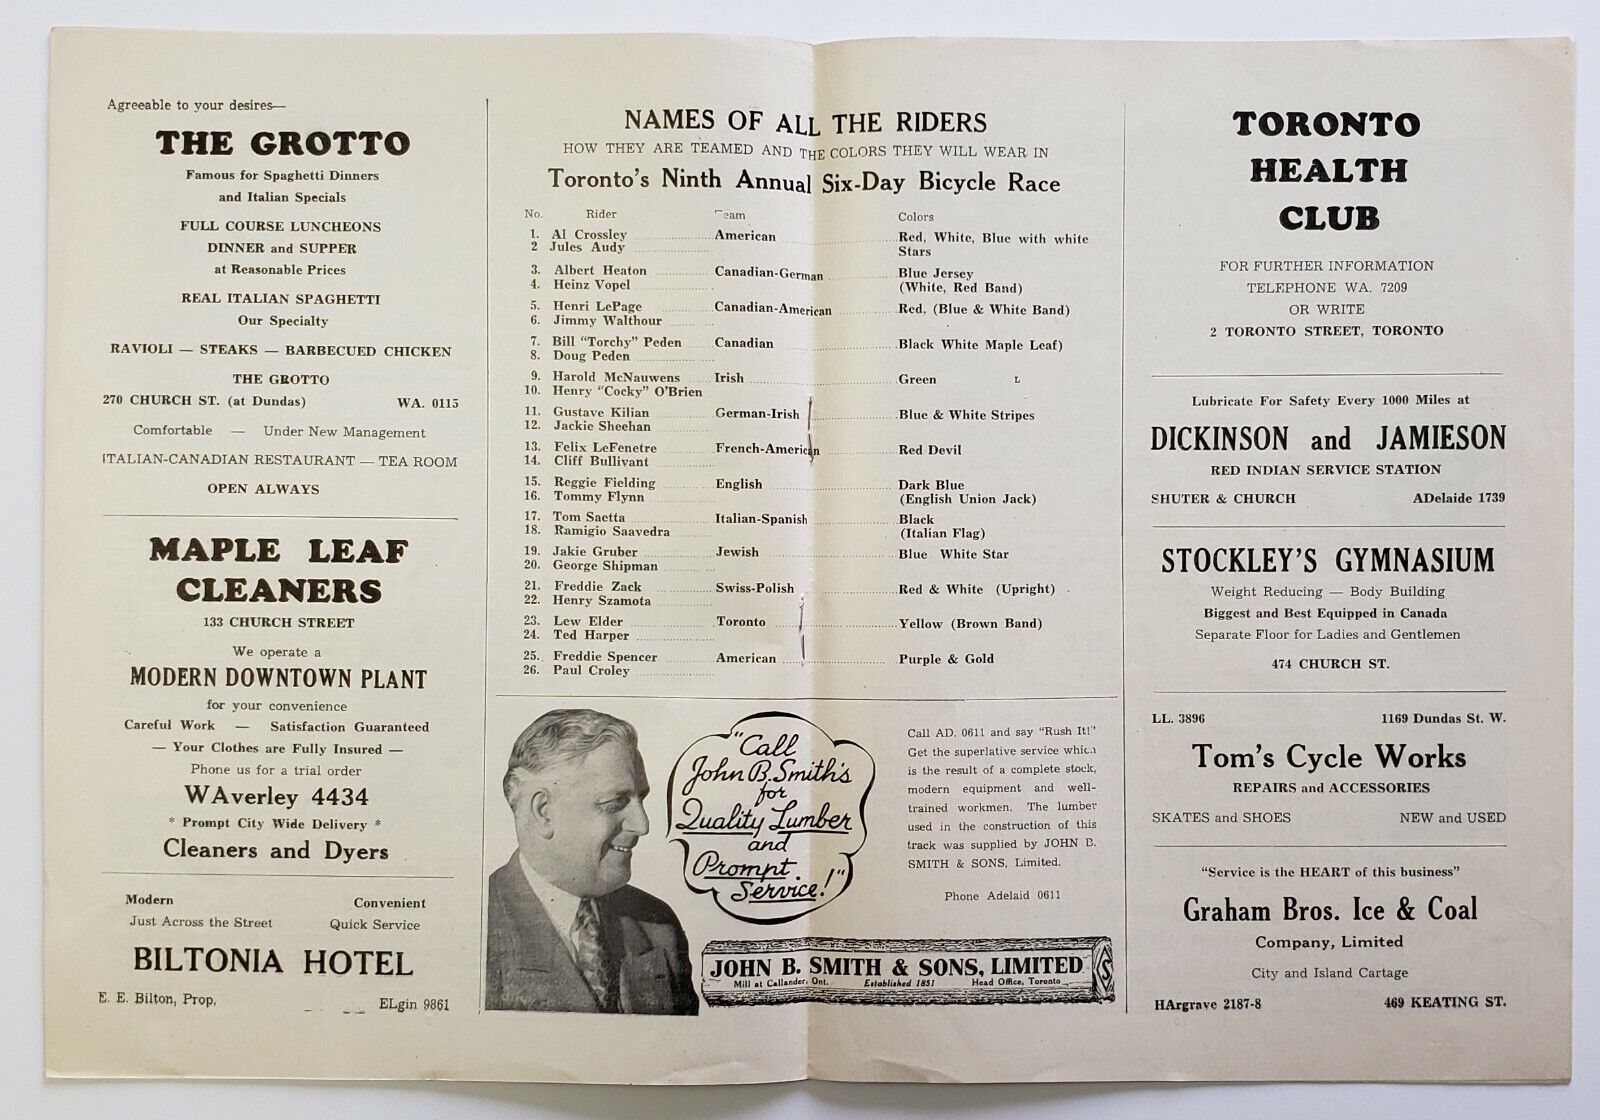 Agreeable to your desires—
THE GROTTO
Famous for Spaghetti Dinners
and Italian Specials
FULL COURSE LUNCHEONS
DINNER and SUPPER
at Reasonable Prices
REAL ITALIAN SPAGHETTI
Our Specialty
RAVIOLI — STEAKS — BARBECUED CHICKEN
THE GROTTO
270 CHURCH ST. (at Dundas) WA. 0115
Comfortable — Under New Management
ITALIAN-CANADIAN RESTAURANT — TEA ROOM
OPEN ALWAYS
MAPLE LEAF
CLEANERS
133 CHURCH STREET
We operate a
MODERN DOWNTOWN PLANT
for your convenience
Careful Work — Satisfaction Guaranteed
— Your Clothes are Fully Insured —
Phone us for a trial order
WAverley 4434
* Prompt City Wide Delivery *
Cleaners and Dyers
Modern Convenient
Just Across the Street Quick Service
BILTONIA HOTEL
E. E. Bilton, Prop, ELgin 9861
NAMES OF ALL THE RIDERS
HOW THEY ARE TEAMED AND THE COLORS THEY WILL WEAR IN
Toronto's Ninth Annual Six-Day Bicycle Race
No. Rider Team Colors
1. Al Crossley American Red, White, Blue with white
2 Jules Audy Stars
3. Albert Heaton Canadian-German Blue Jersey
4. Heinz Vopel (White, Red Band)
5. Henri LePage Canadian-American Red, (Blue & White Band)
6. Jimmy Walthour
7. Bill "Torchy" Peden Canadian Black White Maple Leaf)
8. Doug Peden
9. Harold McNauwens Irish Green L
10. Henry "Cocky" O'Brien
11. Gustave Kilian German-Irish Blue & White Stripes
12. Jackie Sheehan
13. Felix LeFenetre French-American Red Devil
14. Cliff Bullivant
15. Reggie Fielding English Dark Blue
16. Tommy Flynn (English Union Jack)
17. Tom Saetta Italian-Spanish Black
18. Ramigio Saavedra (Italian Flag)
19. Jakie Gruber Jewish Blue White Star
20. George Shipman
21. Freddie Zack Swiss-Polish Red & White (Upright)
22. Henry Szamota
23. Lew Elder Toronto Yellow (Brown Band)
24. Ted Harper
25. Freddie Spencer American Purple & Gold
26. Paul Croley
"Call
John B. Smith's
for
Quality Lumber
and
Prompt
Service!"
Call AD. 0611 and say "Rush It!"
Get the superlative service which
is the result of a complete stock,
modern equipment and well-
trained workmen. The lumber
used in the construction of this
track was supplied by JOHN B.
SMITH & SONS, Limited.
Phone Adelaid 0611
JOHN B. SMITH & SONS, LIMITED
Mill at Callander, Ont. Established 1851 Head Office, Toronto
S
TORONTO
HEALTH
CLUB
FOR FURTHER INFORMATION
TELEPHONE WA. 7209
OR WRITE
2 TORONTO STREET, TORONTO
Lubricate For Safety Every 1000 Miles at
DICKINSON and JAMIESON
RED INDIAN SERVICE STATION
SHUTER & CHURCH ADelaide 1739
STOCKLEY'S GYMNASIUM
Weight Reducing — Body Building
Biggest and Best Equipped in Canada
Separate Floor for Ladies and Gentlemen
474 CHURCH ST.
LL. 3896 1169 Dundas St. W.
Tom's Cycle Works
REPAIRS and ACCESSORIES
SKATES and SHOES NEW and USED
"Service is the HEART of this business"
Graham Bros. Ice & Coal
Company, Limited
City and Island Cartage
HArgrave 2187-8 469 KEATING ST.